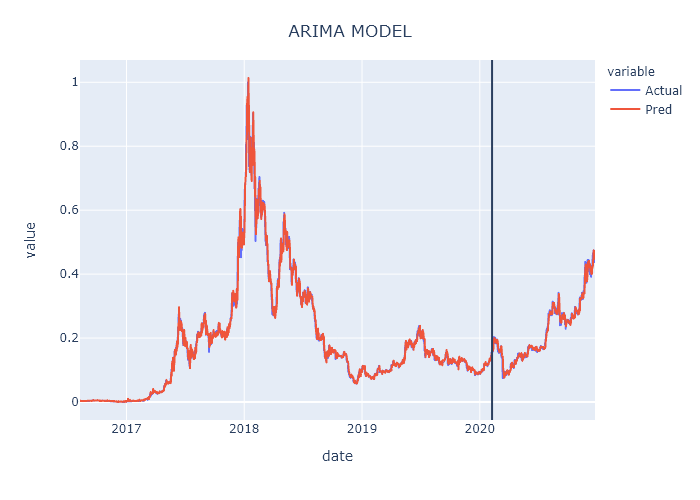 ARIMA MODEL
variable
Actual
Pred
1
0.8
0.6
0.4
0.2
0
value
2017
2018
2019
2020
date